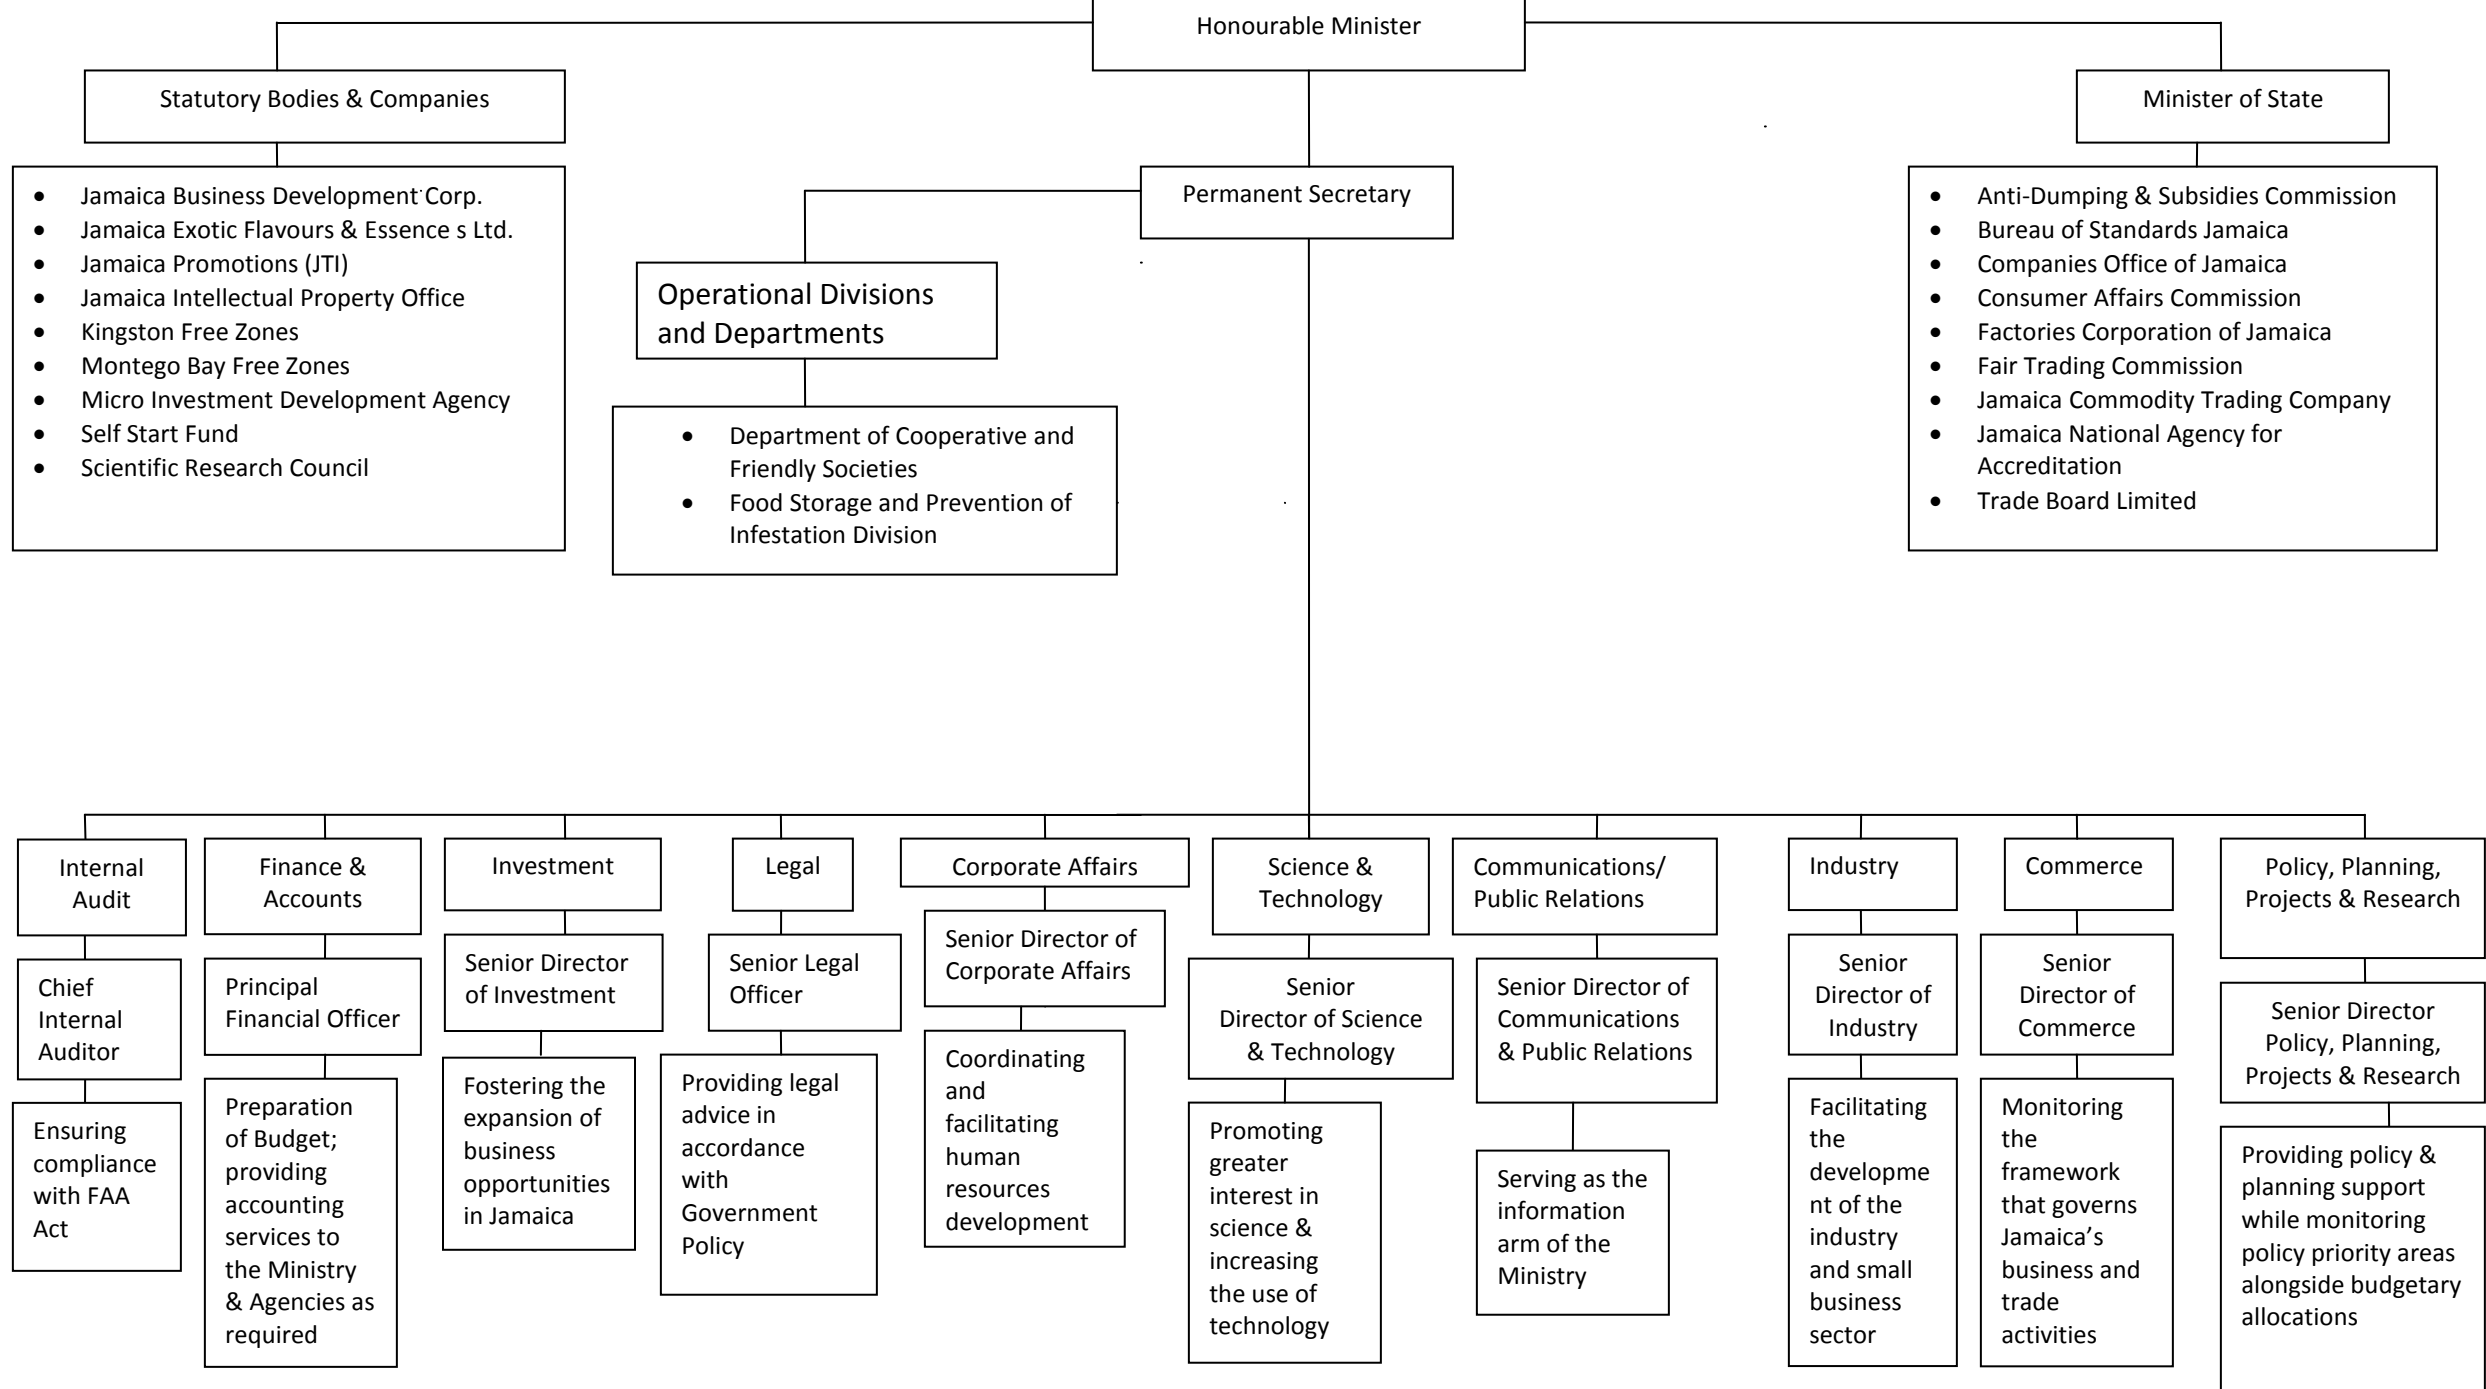 Honourable Minister
Statutory Bodies & Companies
Minister of State
• Jamaica Business Development Corp.
• Jamaica Exotic Flavours & Essence s Ltd.
• Jamaica Promotions (JTI)
• Jamaica Intellectual Property Office
• Kingston Free Zones
• Montego Bay Free Zones
• Micro Investment Development Agency
• Self Start Fund
• Scientific Research Council
Permanent Secretary
Operational Divisions
and Departments
• Department of Cooperative and
Friendly Societies
• Food Storage and Prevention of
Infestation Division
• Anti-Dumping & Subsidies Commission
• Bureau of Standards Jamaica
• Companies Office of Jamaica
• Consumer Affairs Commission
• Factories Corporation of Jamaica
• Fair Trading Commission
• Jamaica Commodity Trading Company
• Jamaica National Agency for
Accreditation
• Trade Board Limited
Internal
Audit
Chief
Internal
Auditor
Ensuring
compliance
with FAA
Act
Finance &
Accounts
Principal
Financial Officer
Preparation
of Budget;
providing
accounting
services to
the Ministry
& Agencies as
required
Investment
Senior Director
of Investment
Fostering the
expansion of
business
opportunities
in Jamaica
Legal
Senior Legal
Officer
Providing legal
advice in
accordance
with
Government
Policy
Corporate Affairs
Senior Director of
Corporate Affairs
Coordinating
and
facilitating
human
resources
development
Science &
Technology
Senior
Director of Science
& Technology
Promoting
greater
interest in
science &
increasing
the use of
technology
Communications/
Public Relations
Senior Director of
Communications
& Public Relations
Serving as the
information
arm of the
Ministry
Industry
Senior
Director of
Industry
Facilitating
the
developme
nt of the
industry
and small
business
sector
Commerce
Senior
Director of
Commerce
Monitoring
the
framework
that governs
Jamaica’s
business and
trade
activities
Policy, Planning,
Projects & Research
Senior Director
Policy, Planning,
Projects & Research
Providing policy &
planning support
while monitoring
policy priority areas
alongside budgetary
allocations